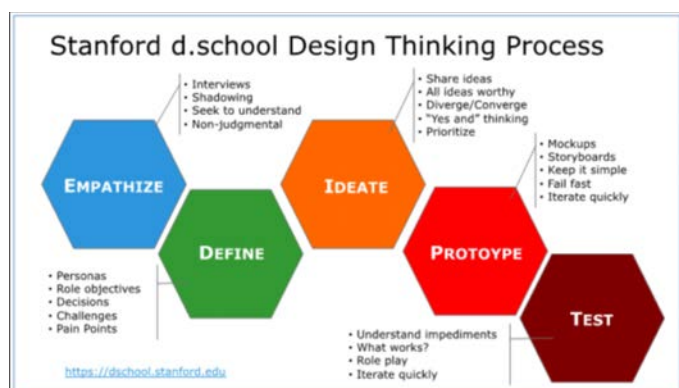 Stanford d.school Design Thinking Process
• Interviews
• Shadowing
• Seek to understand
• Non-judgmental
• Share ideas
• All ideas worthy
• Diverge/Converge
• "Yes and" thinking
• Prioritize
• Mockups
• Storyboards
• Keep it simple
• Fail fast
• Iterate quickly
EMPATHIZE
IDEATE
DEFINE
PROTOYPE
TEST
• Personas
• Role objectives
• Decisions
• Challenges
• Pain Points
• Understand impediments
• What works?
• Role play
• Iterate quickly
https://dschool.stanford.edu